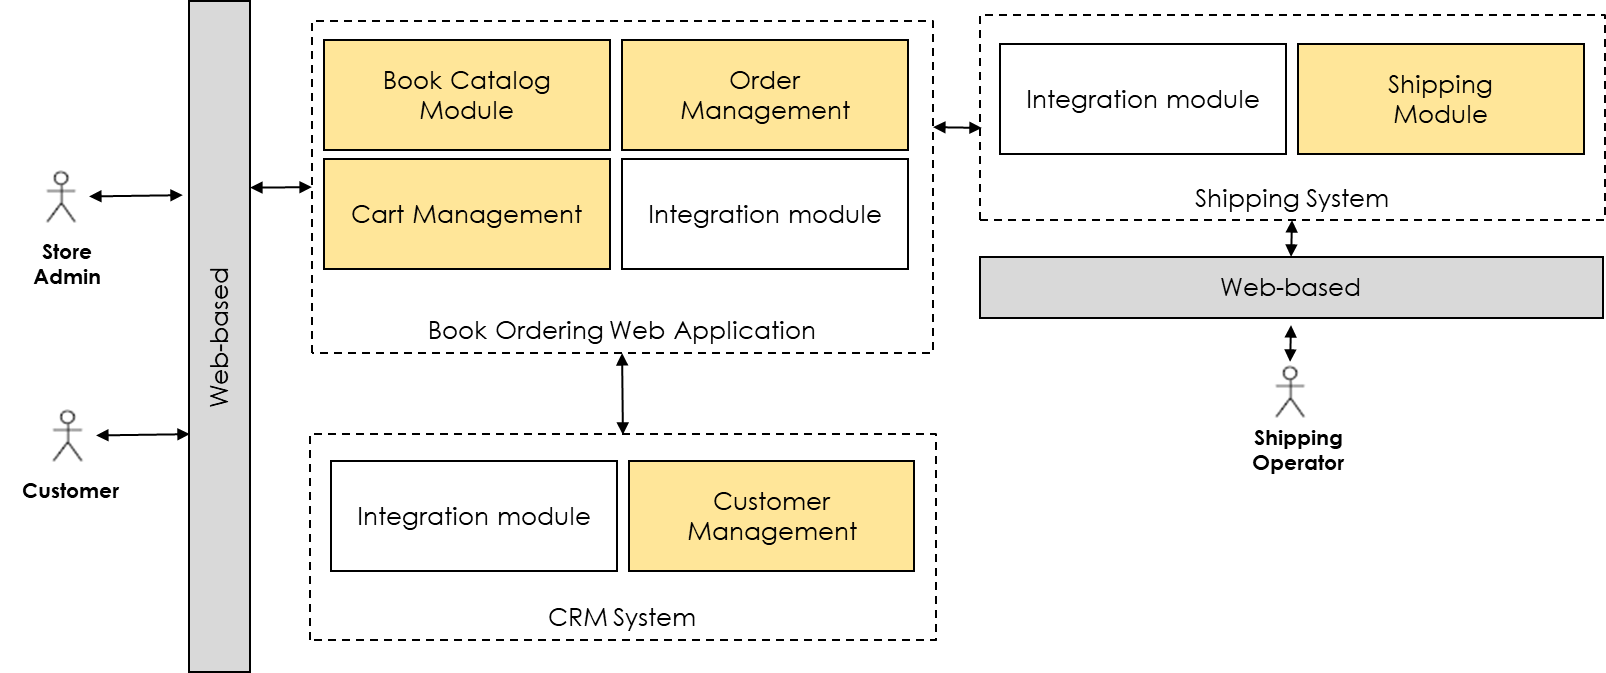 Store
Admin
Customer
Web-based
Book Catalog
Module
Order
Management
Cart Management
Integration module
Book Ordering Web Application
Integration module
Customer
Management
CRM System
Integration module
Shipping
Module
Shipping System
Web-based
Shipping
Operator